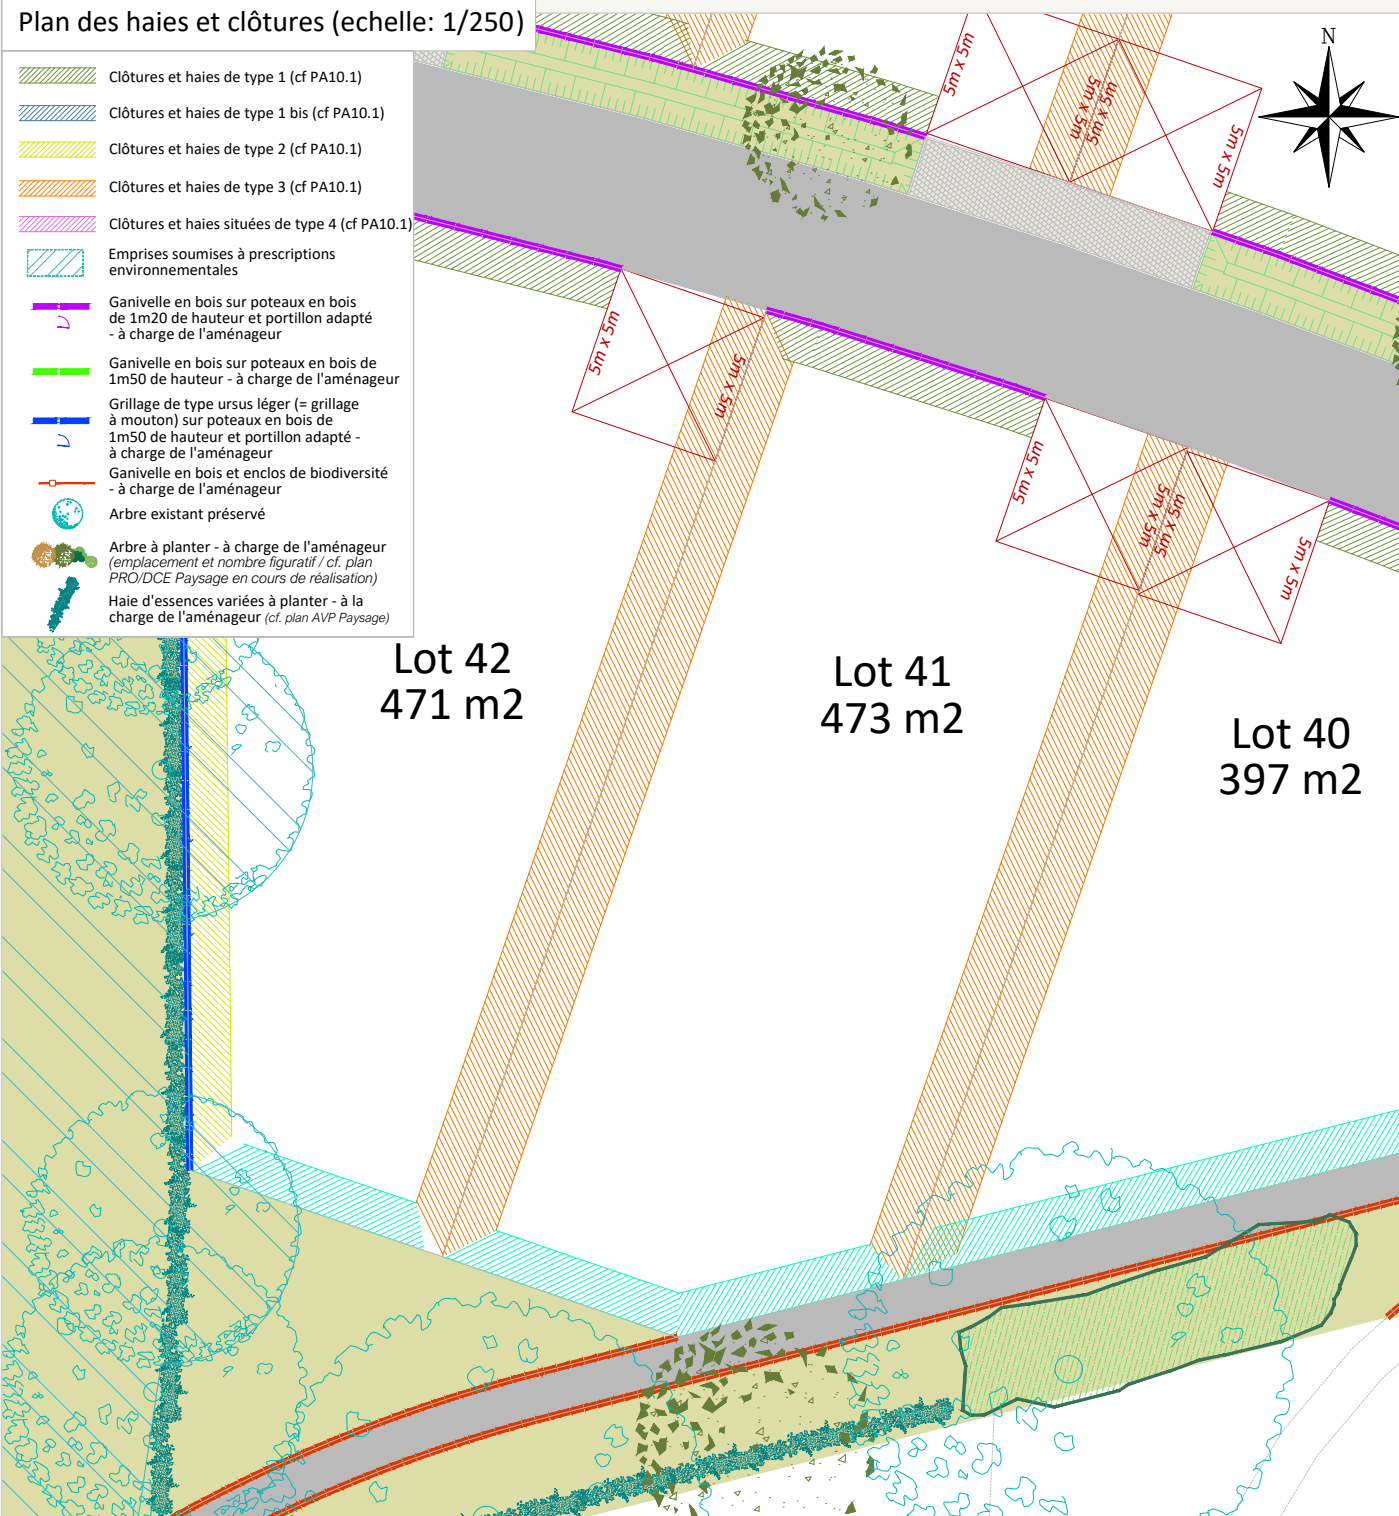 Plan des haies et clôtures (echelle: 1/250)
Clôtures et haies de type 1 (cf PA10.1)
Clôtures et haies de type 1 bis (cf PA10.1)
Clôtures et haies de type 2 (cf PA10.1)
Clôtures et haies de type 3 (cf PA10.1)
Clôtures et haies situées de type 4 (cf PA10.1)
Emprises soumises à prescriptions
environnementales
Ganivelle en bois sur poteaux en bois
de 1m20 de hauteur et portillon adapté
- à charge de l'aménageur
Ganivelle en bois sur poteaux en bois de
1m50 de hauteur - à charge de l'aménageur
Grillage de type ursus léger (= grillage
à mouton) sur poteaux en bois de
1m50 de hauteur et portillon adapté -
à charge de l'aménageur
Ganivelle en bois et enclos de biodiversité
- à charge de l'aménageur
Arbre existant préservé
Arbre à planter - à charge de l'aménageur
(emplacement et nombre figuratif / cf. plan
PRO/DCE Paysage en cours de réalisation)
Haie d'essences variées à planter - à la
charge de l'aménageur (cf. plan AVP Paysage)
N
5m x 5m
5m x 5m
5m x 5m
5m x 5m
5m x 5m
5m x 5m
5m x 5m
5m x 5m
5m x 5m
5m x 5m
Lot 42
471 m2
Lot 41
473 m2
Lot 40
397 m2